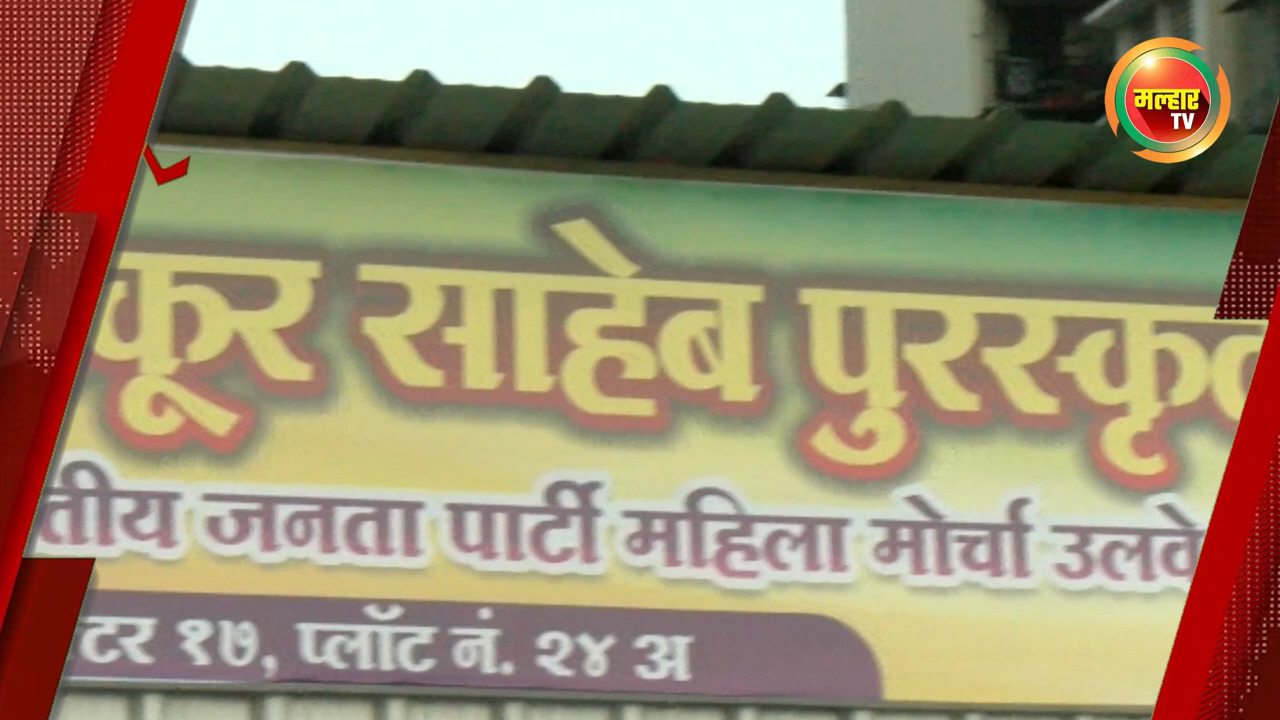 मल्हार
TV
कूर साहेब पुरस्कृत
तीय जनता पार्टी महिला मोर्चा उलवे
टर १७, प्लॉट नं. २४ अ